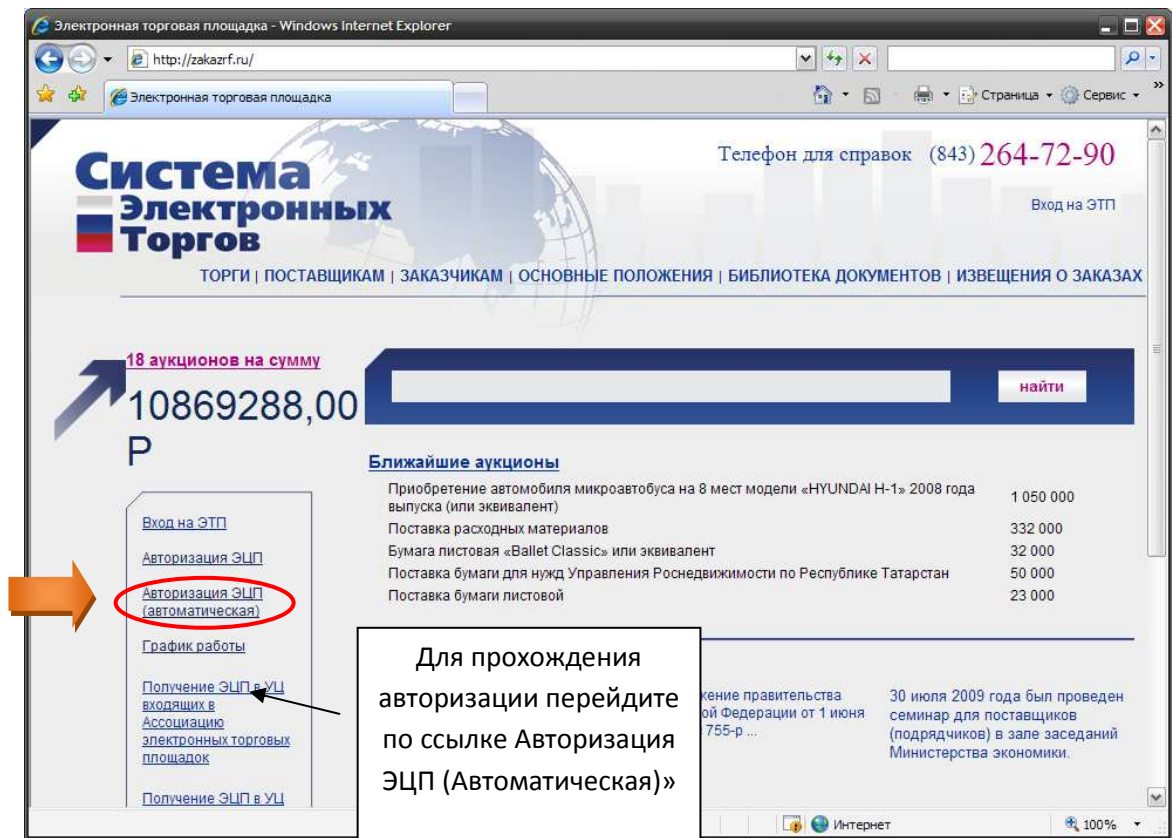 Электронная торговая площадка - Windows Internet Explorer
http://zakazrf.ru/
Электронная торговая площадка
Страница
Сервис
»
Система
Электронных
Торгов
Телефон для справок (843) 264-72-90
Вход на ЭТП
ТОРГИ | ПОСТАВЩИКАМ | ЗАКАЗЧИКАМ | ОСНОВНЫЕ ПОЛОЖЕНИЯ | БИБЛИОТЕКА ДОКУМЕНТОВ | ИЗВЕЩЕНИЯ О ЗАКАЗАХ
18 аукционов на сумму
10869288,00
Р
найти
Ближайшие аукционы
Приобретение автомобиля микроавтобуса на 8 мест модели «HYUNDAI H-1» 2008 года
выпуска (или эквивалент)
1 050 000
Поставка расходных материалов 332 000
Бумага листовая «Ballet Classic» или эквивалент 32 000
Поставка бумаги для нужд Управления Роснедвижимости по Республике Татарстан 50 000
Поставка бумаги листовой 23 000
Вход на ЭТП
Авторизация ЭЦП
Авторизация ЭЦП
(автоматическая)
График работы
Получение ЭЦП в УЦ
входящих в
Ассоциацию
электронных торговых
площадок
Получение ЭЦП в УЦ
Для прохождения
авторизации перейдите
по ссылке Авторизация
ЭЦП (Автоматическая)»
жение правительства
ой Федерации от 1 июня
755-р ...
30 июля 2009 года был проведен
семинар для поставщиков
(подрядчиков) в зале заседаний
Министерства экономики.
Интернет
100%